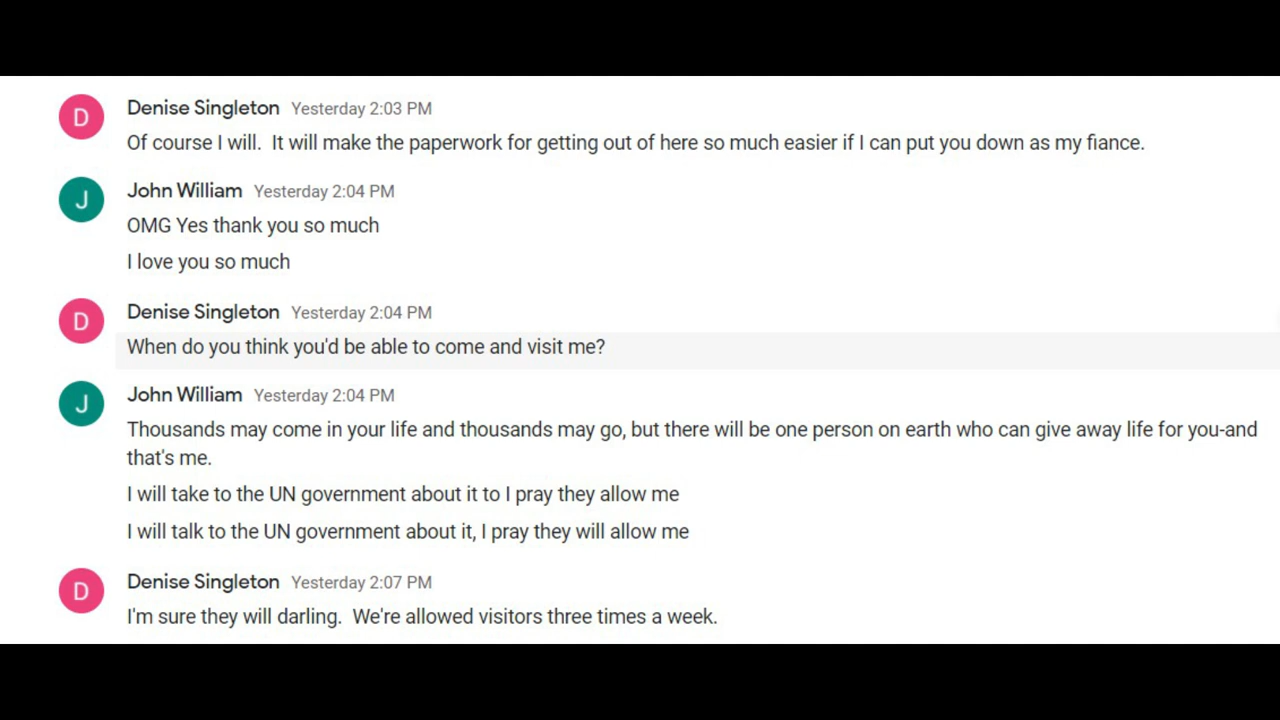 D
Denise Singleton Yesterday 2:03 PM
Of course I will.  It will make the paperwork for getting out of here so much easier if I can put you down as my fiance.
J
John William Yesterday 2:04 PM
OMG Yes thank you so much
I love you so much
D
Denise Singleton Yesterday 2:04 PM
When do you think you'd be able to come and visit me?
J
John William Yesterday 2:04 PM
Thousands may come in your life and thousands may go, but there will be one person on earth who can give away life for you-and
that's me.
I will take to the UN government about it to I pray they allow me
I will talk to the UN government about it, I pray they will allow me
D
Denise Singleton Yesterday 2:07 PM
I'm sure they will darling.  We're allowed visitors three times a week.